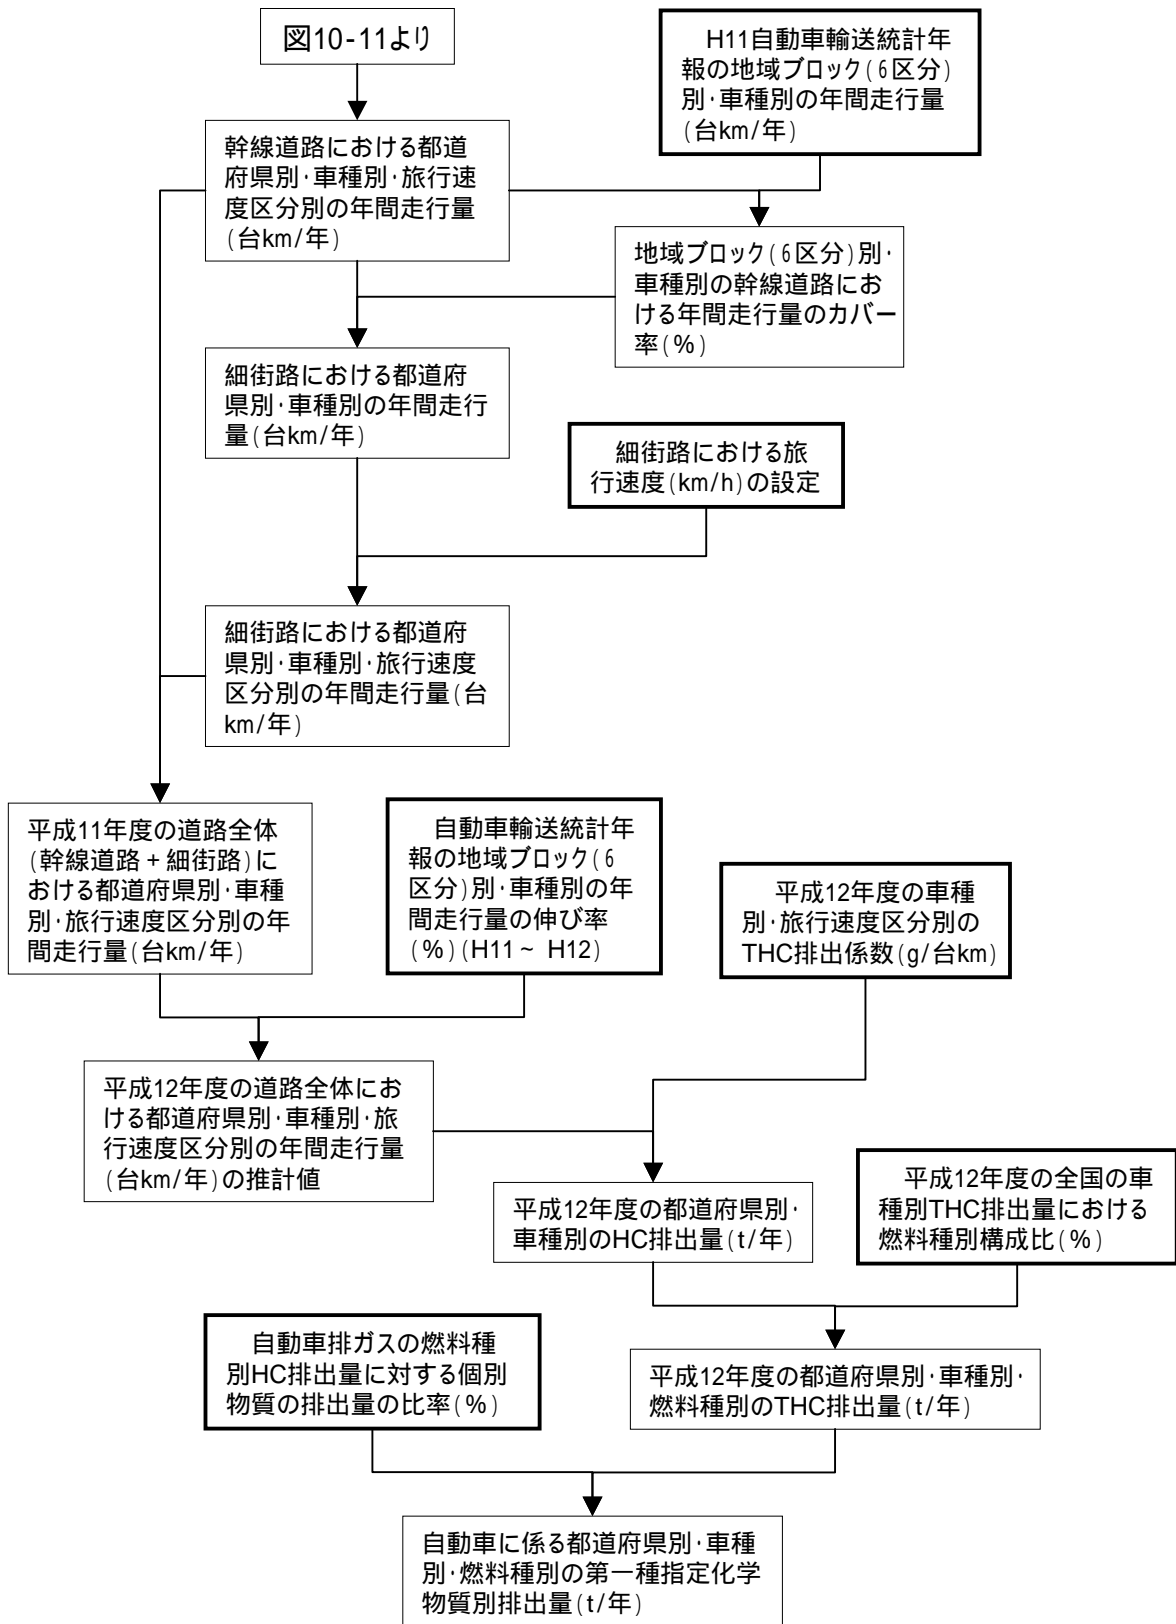 図10-11より
H11自動車輸送統計年
報の地域ブロック(6区分)
別・車種別の年間走行量
(台km/年)
幹線道路における都道
府県別・車種別・旅行速
度区分別の年間走行量
(台km/年)
地域ブロック(6区分)別・
車種別の幹線道路にお
ける年間走行量のカバー
率(%)
細街路における都道府
県別・車種別の年間走行
量(台km/年)
細街路における旅
行速度(km/h)の設定
細街路における都道府
県別・車種別・旅行速度
区分別の年間走行量(台
km/年)
平成11年度の道路全体
(幹線道路+細街路)に
おける都道府県別・車種
別・旅行速度区分別の年
間走行量(台km/年)
自動車輸送統計年
報の地域ブロック(6
区分)別・車種別の年
間走行量の伸び率
(%)(H11~ H12)
平成12年度の車種
別・旅行速度区分別の
THC排出係数(g/台km)
平成12年度の道路全体にお
ける都道府県別・車種別・旅
行速度区分別の年間走行量
(台km/年)の推計値
平成12年度の都道府県別・
車種別のHC排出量(t/年)
平成12年度の全国の車
種別THC排出量における
燃料種別構成比(%)
自動車排ガスの燃料種
別HC排出量に対する個別
物質の排出量の比率(%)
平成12年度の都道府県別・車種別・
燃料種別のTHC排出量(t/年)
自動車に係る都道府県別・車種
別・燃料種別の第一種指定化学
物質別排出量(t/年)